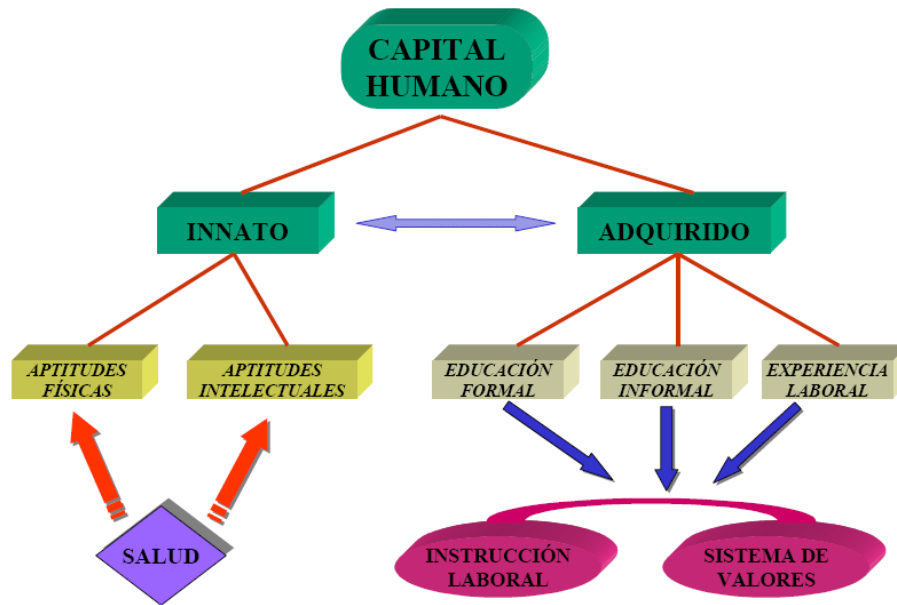 CAPITAL
HUMANO
INNATO
ADQUIRIDO
APTITUDES
FÍSICAS
APTITUDES
INTELECTUALES
EDUCACIÓN
FORMAL
EDUCACIÓN
INFORMAL
EXPERIENCIA
LABORAL
SALUD
INSTRUCCIÓN
LABORAL
SISTEMA DE
VALORES